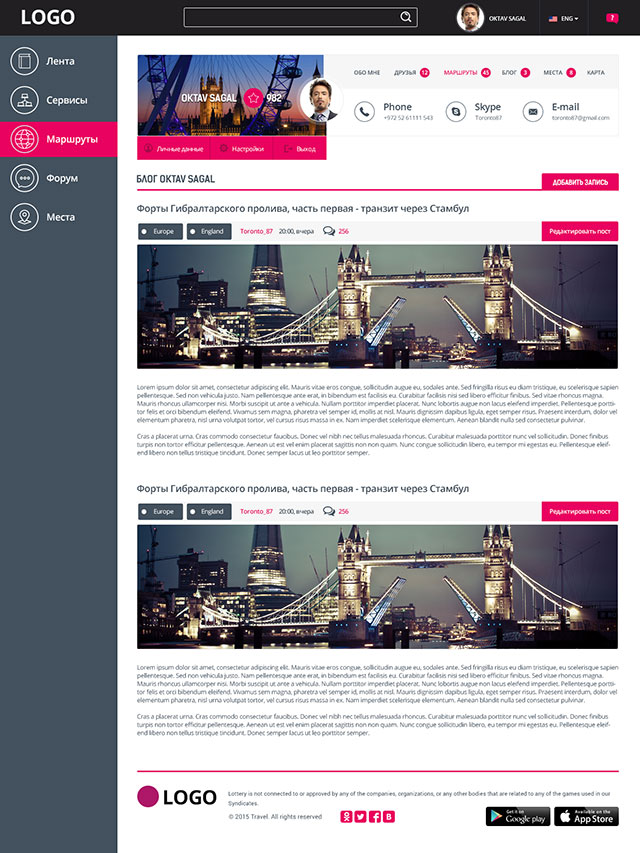 LOGO
OKTAV SAGAL
ENG
7
Лента
Сервисы
Маршруты
Форум
Места
OKTAV SAGAL 982
Личные данные Настройки Выход
ОБО МНЕ ДРУЗЬЯ 12 МАРШРУТЫ 45 БЛОГ 3 МЕСТА 8 КАРТА
Phone
+972 52 61111 543
Skype
Toronto87
E-mail
toronto87@gmail.com
БЛОГ OKTAV SAGAL
ДОБАВИТЬ ЗАПИСЬ
Форты Гибралтарского пролива, часть первая - транзит через Стамбул
Europe England Toronto_87 20:00, вчера 256
Редактировать пост
Lorem ipsum dolor sit amet, consectetur adipiscing elit. Mauris vitae eros congue, sollicitudin augue eu, sodales ante. Sed fringilla risus eu diam tristique, eu scelerisque sapien
pellentesque. Sed non vehicula justo. Nam pellentesque ante erat, in bibendum est facilisis eu. Curabitur facilisis nisi sed libero efficitur finibus. Sed vitae rhoncus magna.
Mauris rhoncus ullamcorper nisi. Morbi suscipit ut ante a vehicula. Nullam porttitor imperdiet placerat. Nunc lobortis augue non lacus eleifend imperdiet. Pellentesque portti-
tor felis et orci bibendum efficitur. Vivamus sem magna, pharetra vel semper id, mollis at nisl. Mauris dignissim dapibus ligula, eget semper risus. Praesent interdum, dolor vel
elementum pharetra, nisl urna volutpat tortor, vel cursus risus massa in ex. Nam imperdiet scelerisque elementum. Aenean blandit nulla sed metus consectetur pulvinar.
Cras a placerat urna. Cras commodo consectetur faucibus. Donec vel nibh nec tellus malesuada rhoncus. Curabitur malesuada porttitor nunc vel sollicitudin. Donec finibus
turpis non tortor efficitur pellentesque. Aenean ut est vel enim placerat sagittis non non quam. Nunc congue sollicitudin libero, eu tempor mi egestas eu. Phasellus eleif-
end libero non tellus tristique tincidunt. Donec semper lacus ut leo porttitor semper.
Форты Гибралтарского пролива, часть первая - транзит через Стамбул
Europe England Toronto_87 20:00, вчера 256
Редактировать пост
Lorem ipsum dolor sit amet, consectetur adipiscing elit. Mauris vitae eros congue, sollicitudin augue eu, sodales ante. Sed fringilla risus eu diam tristique, eu scelerisque sapien
pellentesque. Sed non vehicula justo. Nam pellentesque ante erat, in bibendum est facilisis eu. Curabitur facilisis nisi sed libero efficitur finibus. Sed vitae rhoncus magna.
Mauris rhoncus ullamcorper nisi. Morbi suscipit ut ante a vehicula. Nullam porttitor imperdiet placerat. Nunc lobortis augue non lacus eleifend imperdiet. Pellentesque portti-
tor felis et orci bibendum efficitur. Vivamus sem magna, pharetra vel semper id, mollis at nisl. Mauris dignissim dapibus ligula, eget semper risus. Praesent interdum, dolor vel
elementum pharetra, nisl urna volutpat tortor, vel cursus risus massa in ex. Nam imperdiet scelerisque elementum. Aenean blandit nulla sed metus consectetur pulvinar.
Cras a placerat urna. Cras commodo consectetur faucibus. Donec vel nibh nec tellus malesuada rhoncus. Curabitur malesuada porttitor nunc vel sollicitudin. Donec finibus
turpis non tortor efficitur pellentesque. Aenean ut est vel enim placerat sagittis non non quam. Nunc congue sollicitudin libero, eu tempor mi egestas eu. Phasellus eleif-
end libero non tellus tristique tincidunt. Donec semper lacus ut leo porttitor semper.
LOGO
Lottery is not connected to or approved by any of the companies, organizations, or any other bodies that are related to any of the games used in our
Syndicates.
© 2015 Travel. All rights reserved
Get it on
Google play
Available on the
App Store